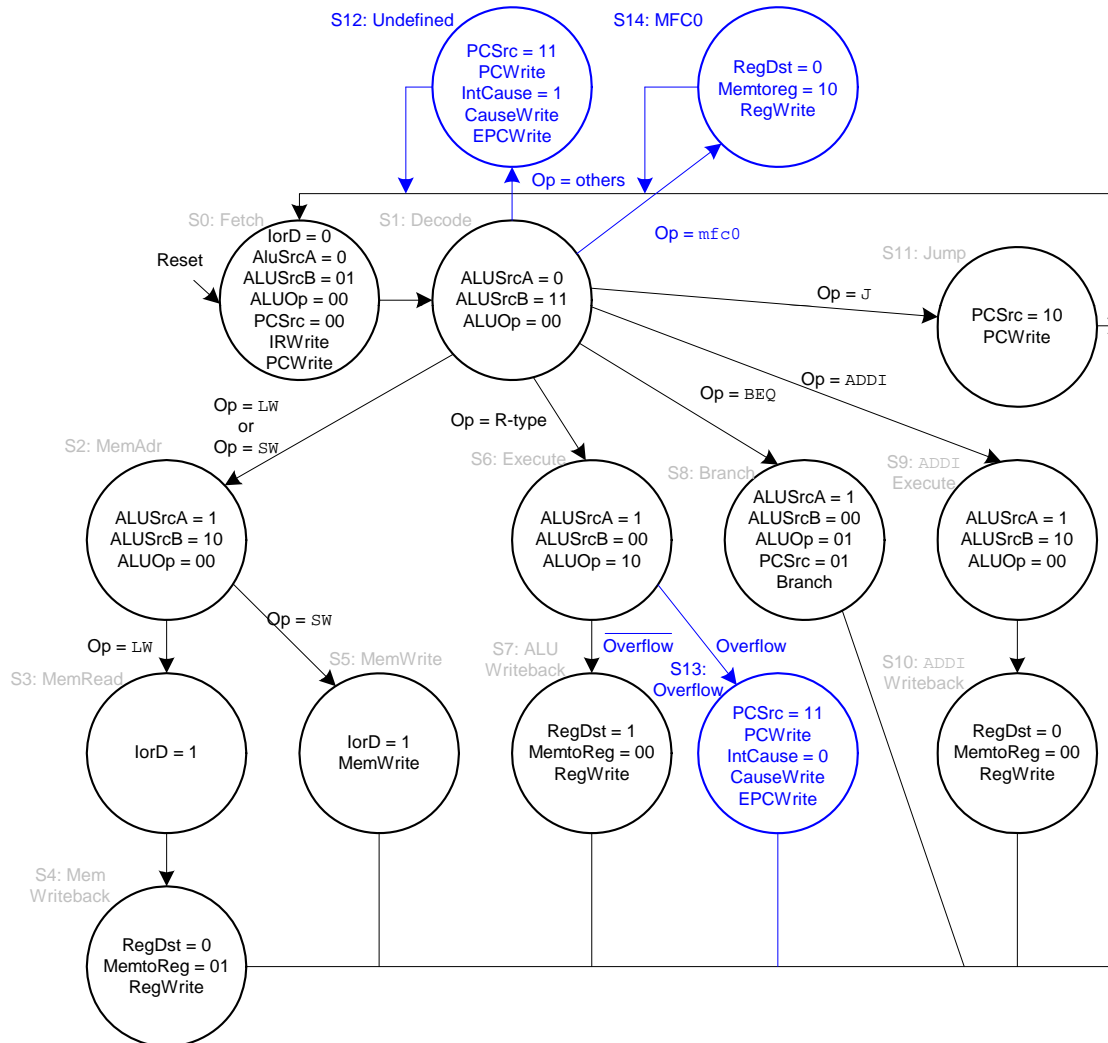 S12: Undefined
PCSrc = 11
PCWrite
IntCause = 1
CauseWrite
EPCWrite
S14: MFC0
RegDst = 0
Memtoreg = 10
RegWrite
Op = others
Op = mfc0
S0: Fetch
Reset
IorD = 0
AluSrcA = 0
ALUSrcB = 01
ALUOp = 00
PCSrc = 00
IRWrite
PCWrite
S1: Decode
ALUSrcA = 0
ALUSrcB = 11
ALUOp = 00
S11: Jump
Op = J
PCSrc = 10
PCWrite
Op = LW
or
Op = SW
Op = R-type
Op = BEQ
Op = ADDI
S2: MemAdr
ALUSrcA = 1
ALUSrcB = 10
ALUOp = 00
S6: Execute
ALUSrcA = 1
ALUSrcB = 00
ALUOp = 10
S8: Branch
ALUSrcA = 1
ALUSrcB = 00
ALUOp = 01
PCSrc = 01
Branch
S9: ADDI
Execute
ALUSrcA = 1
ALUSrcB = 10
ALUOp = 00
Op = LW
Op = SW
Overflow
Overflow
S3: MemRead
IorD = 1
S5: MemWrite
IorD = 1
MemWrite
S7: ALU
Writeback
RegDst = 1
MemtoReg = 00
RegWrite
S13:
Overflow
PCSrc = 11
PCWrite
IntCause = 0
CauseWrite
EPCWrite
S10: ADDI
Writeback
RegDst = 0
MemtoReg = 00
RegWrite
S4: Mem
Writeback
RegDst = 0
MemtoReg = 01
RegWrite